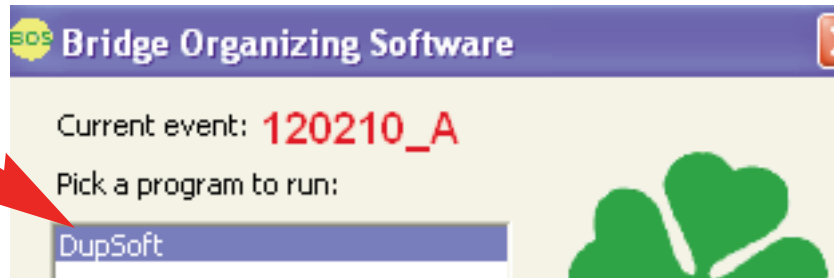 BOS Bridge Organizing Software
Current event: 120210_A
Pick a program to run:
DupSoft